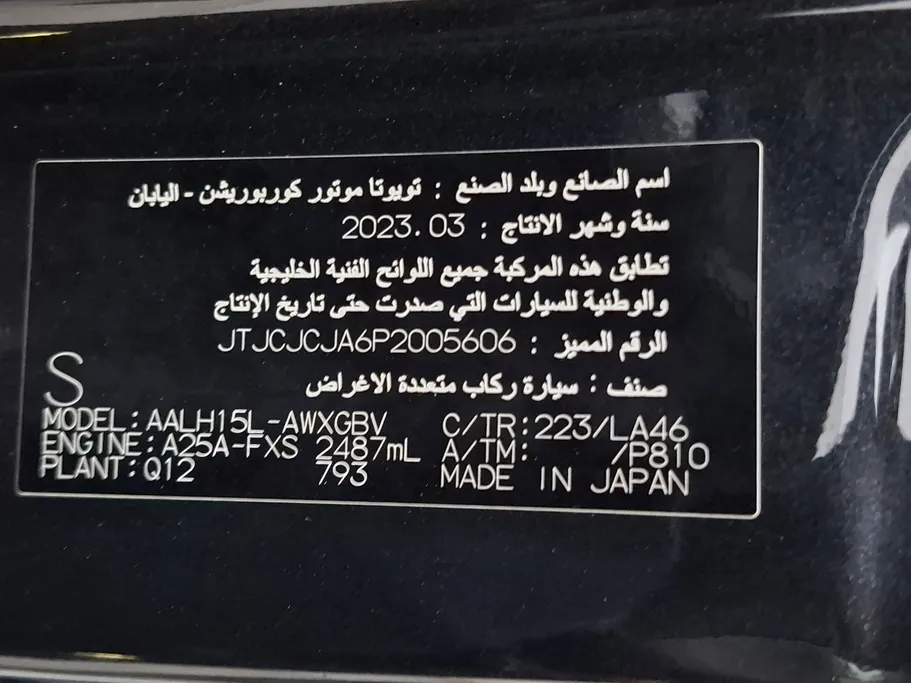 اسم الصانع وبلد الصنع : تويوتا موتور كوربوريشن - اليابان
سنة وشهر الانتاج : 2023.03
تطابق هذه المركبة جميع اللوائح الفنية الخليجية
والوطنية للسيارات التي صدرت حتى تاريخ الإنتاج
الرقم المميز : JTJCJCJA6P2005606
صنف : سيارة ركاب متعددة الاغراض
S
MODEL:AALH15L-AWXGBV C/TR:223/LA46
ENGINE:A25A-FXS 2487mL A/TM: /P810
PLANT:Q12 793 MADE IN JAPAN